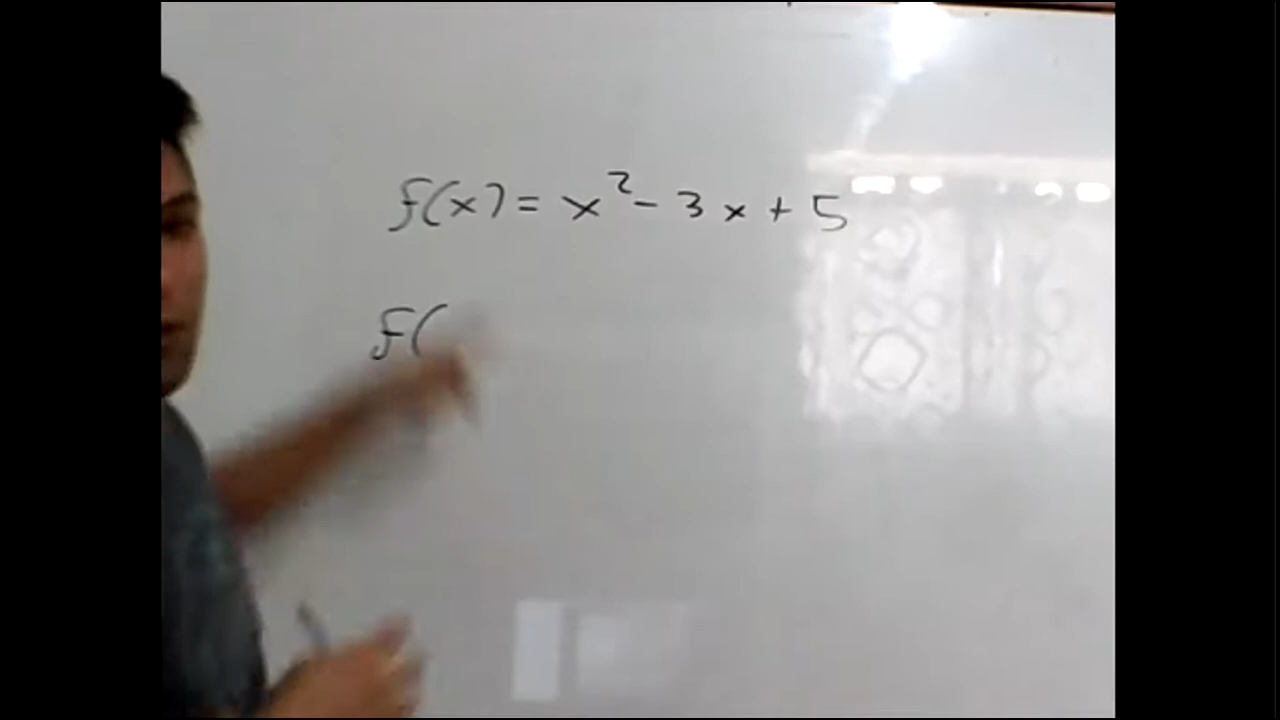 f(x) = x² - 3x + 5
f(